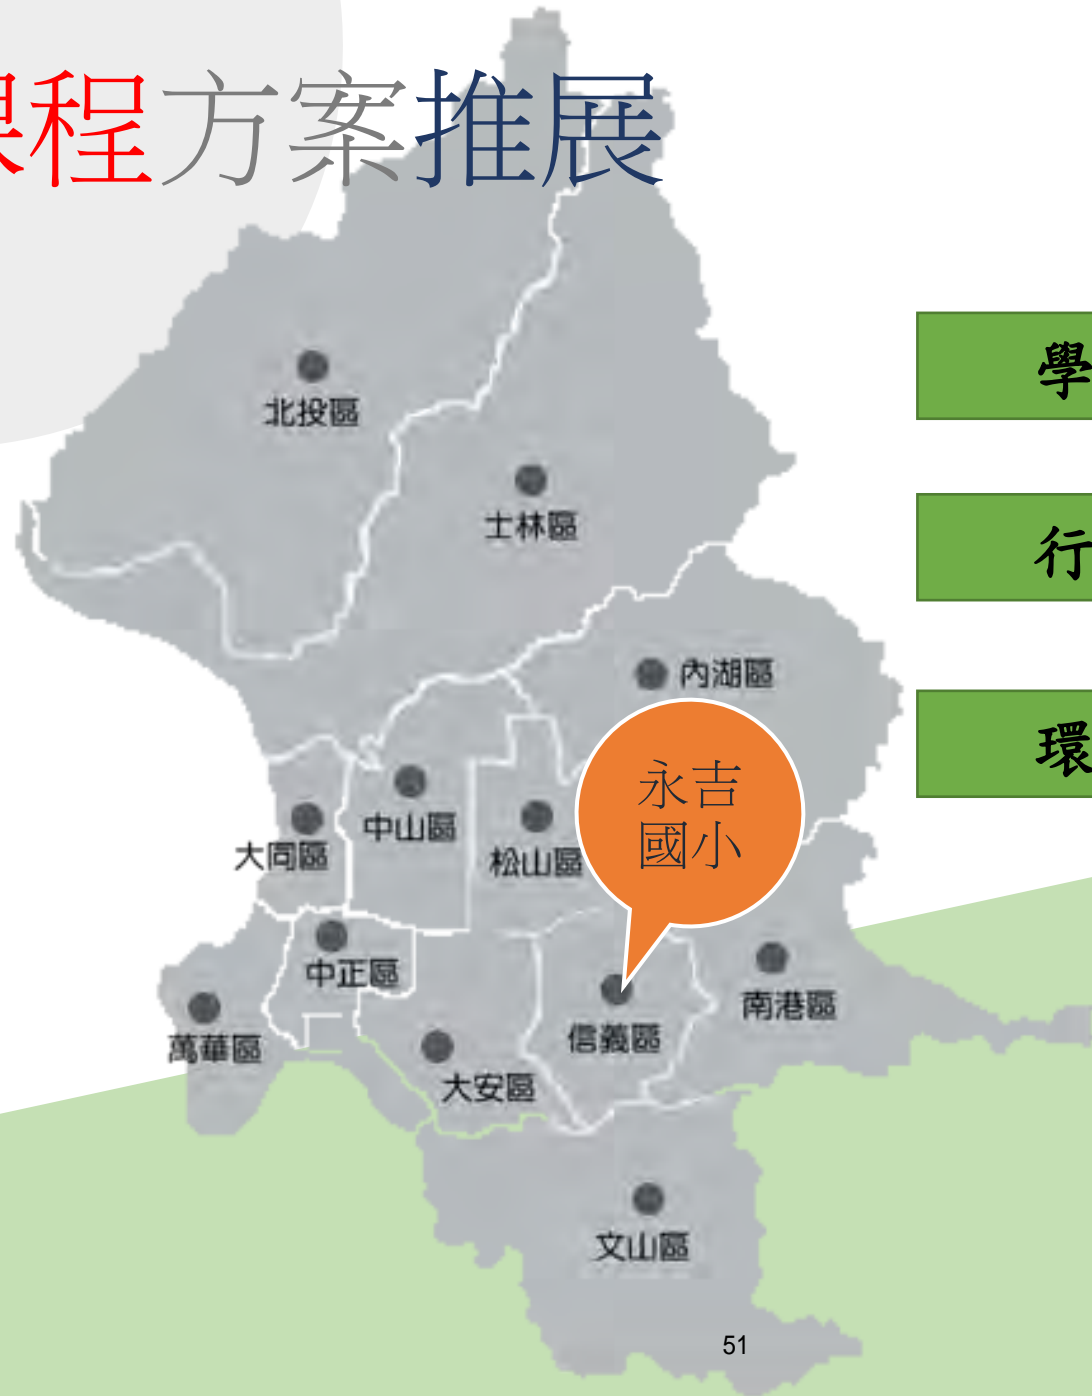 課程方案推展
北投區
士林區
內湖區
永吉
國小
中山區
大同區
松山區
中正區
萬華區
大安區
信義區
南港區
文山區
學
行
環
51